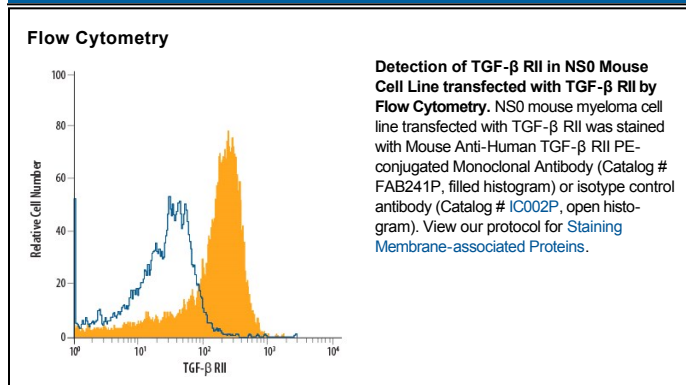 Flow Cytometry
Detection of TGF-β RII in NS0 Mouse
Cell Line transfected with TGF-β RII by
Flow Cytometry. NS0 mouse myeloma cell
line transfected with TGF-β RII was stained
with Mouse Anti-Human TGF-β RII PE-
conjugated Monoclonal Antibody (Catalog #
FAB241P, filled histogram) or isotype control
antibody (Catalog # IC002P, open histo-
gram). View our protocol for Staining
Membrane-associated Proteins.
Relative Cell Number
100
80
60
40
20
0
10⁰ 10¹ 10² 10³ 10⁴
TGF-β RII